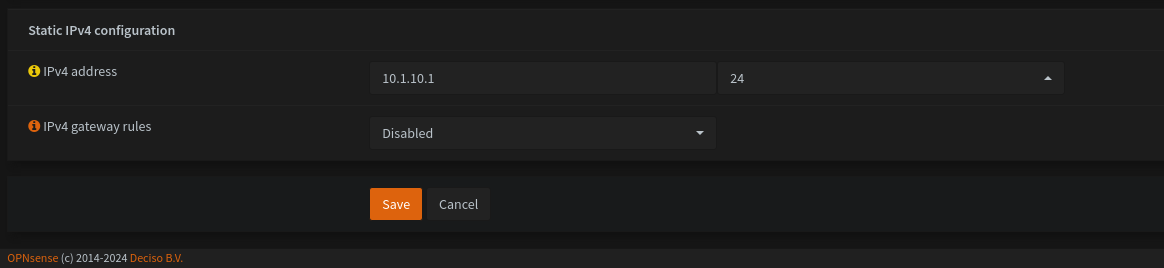 Static IPv4 configuration
IPv4 address
10.1.10.1
24
IPv4 gateway rules
Disabled
Save
Cancel
OPNsense (c) 2014-2024 Deciso B.V.